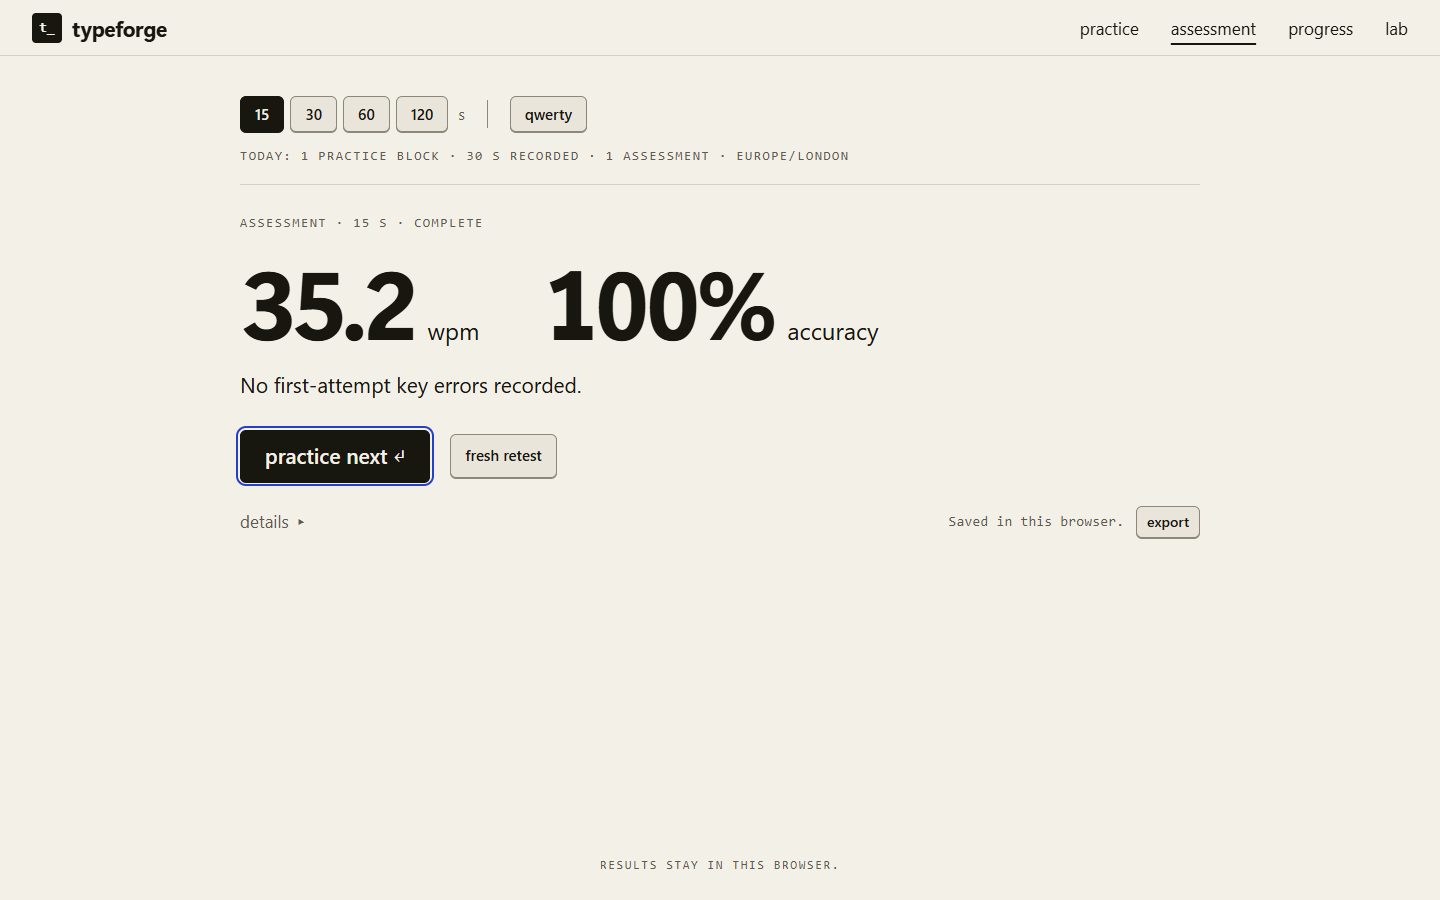 t_ typeforge practice assessment progress lab
15 30 60 120 s qwerty
TODAY: 1 PRACTICE BLOCK · 30 S RECORDED · 1 ASSESSMENT · EUROPE/LONDON
ASSESSMENT · 15 S · COMPLETE
35.2 wpm 100% accuracy
No first-attempt key errors recorded.
practice next ↵ fresh retest
details ▸ Saved in this browser. export
RESULTS STAY IN THIS BROWSER.